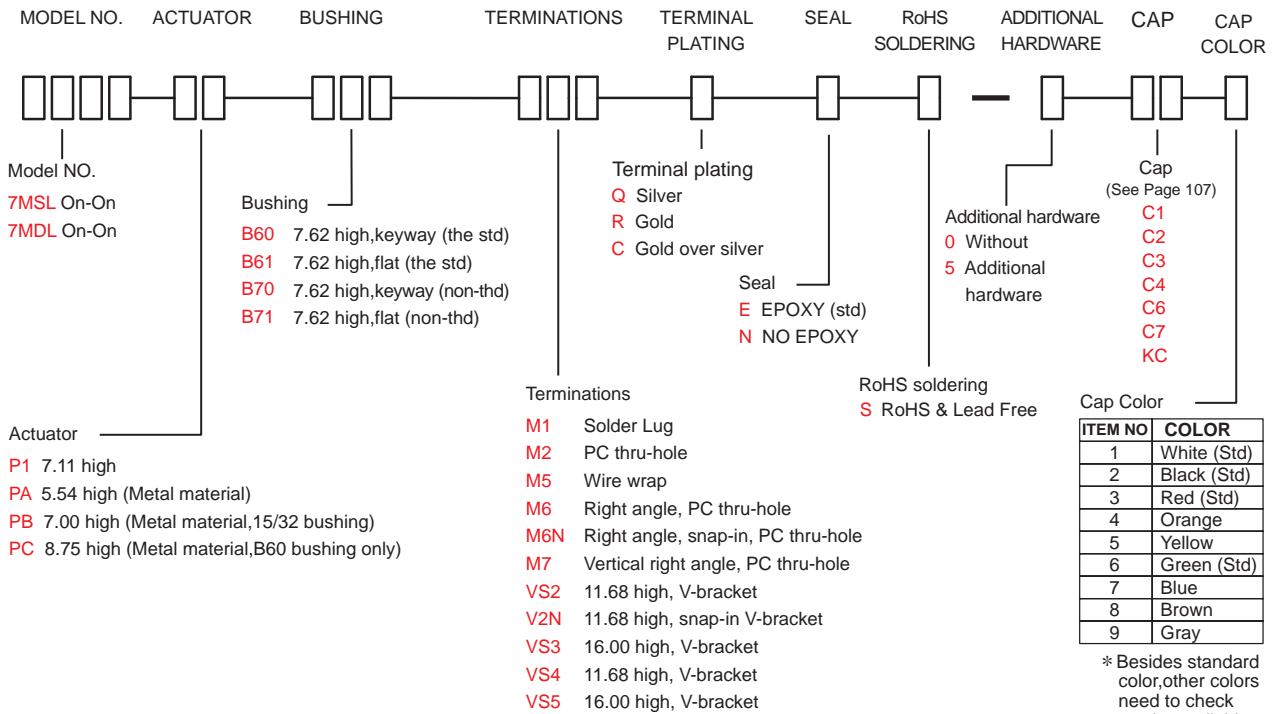 MODEL NO. ACTUATOR BUSHING TERMINATIONS TERMINAL PLATING SEAL RoHS SOLDERING ADDITIONAL HARDWARE CAP CAP COLOR
Model NO.
7MSL On-On
7MDL On-On
Actuator
P1 7.11 high
PA 5.54 high (Metal material)
PB 7.00 high (Metal material,15/32 bushing)
PC 8.75 high (Metal material,B60 bushing only)
Bushing
B60 7.62 high,keyway (the std)
B61 7.62 high,flat (the std)
B70 7.62 high,keyway (non-thd)
B71 7.62 high,flat (non-thd)
Terminations
M1 Solder Lug
M2 PC thru-hole
M5 Wire wrap
M6 Right angle, PC thru-hole
M6N Right angle, snap-in, PC thru-hole
M7 Vertical right angle, PC thru-hole
VS2 11.68 high, V-bracket
V2N 11.68 high, snap-in V-bracket
VS3 16.00 high, V-bracket
VS4 11.68 high, V-bracket
VS5 16.00 high, V-bracket
Terminal plating
Q Silver
R Gold
C Gold over silver
Seal
E EPOXY (std)
N NO EPOXY
RoHS soldering
S RoHS & Lead Free
Additional hardware
0 Without
5 Additional
hardware
Cap
(See Page 107)
C1
C2
C3
C4
C6
C7
KC
Cap Color
ITEM NO COLOR
1 White (Std)
2 Black (Std)
3 Red (Std)
4 Orange
5 Yellow
6 Green (Std)
7 Blue
8 Brown
9 Gray
* Besides standard
color,other colors
need to check